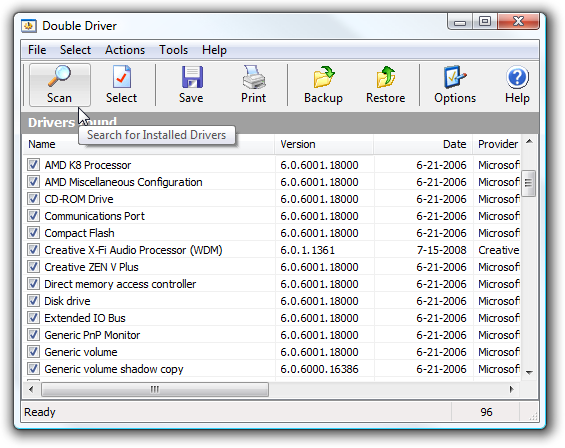 Double Driver
File Select Actions Tools Help
Scan Select Save Print Backup Restore Options Help
Drivers
Search for Installed Drivers
Name Version Date Provider
AMD K8 Processor 6.0.6001.18000 6-21-2006 Microsof
AMD Miscellaneous Configuration 6.0.6001.18000 6-21-2006 Microsof
CD-ROM Drive 6.0.6001.18000 6-21-2006 Microsof
Communications Port 6.0.6001.18000 6-21-2006 Microsof
Compact Flash 6.0.6001.18000 6-21-2006 Microsof
Creative X-Fi Audio Processor (WDM) 6.0.1.1361 7-15-2008 Creative
Creative ZEN V Plus 6.0.6001.18000 6-21-2006 Microsof
Direct memory access controller 6.0.6001.18000 6-21-2006 Microsof
Disk drive 6.0.6001.18000 6-21-2006 Microsof
Extended IO Bus 6.0.6001.18000 6-21-2006 Microsof
Generic PnP Monitor 6.0.6001.18000 6-21-2006 Microsof
Generic volume 6.0.6001.18000 6-21-2006 Microsof
Generic volume shadow copy 6.0.6000.16386 6-21-2006 Microsof
Ready 96